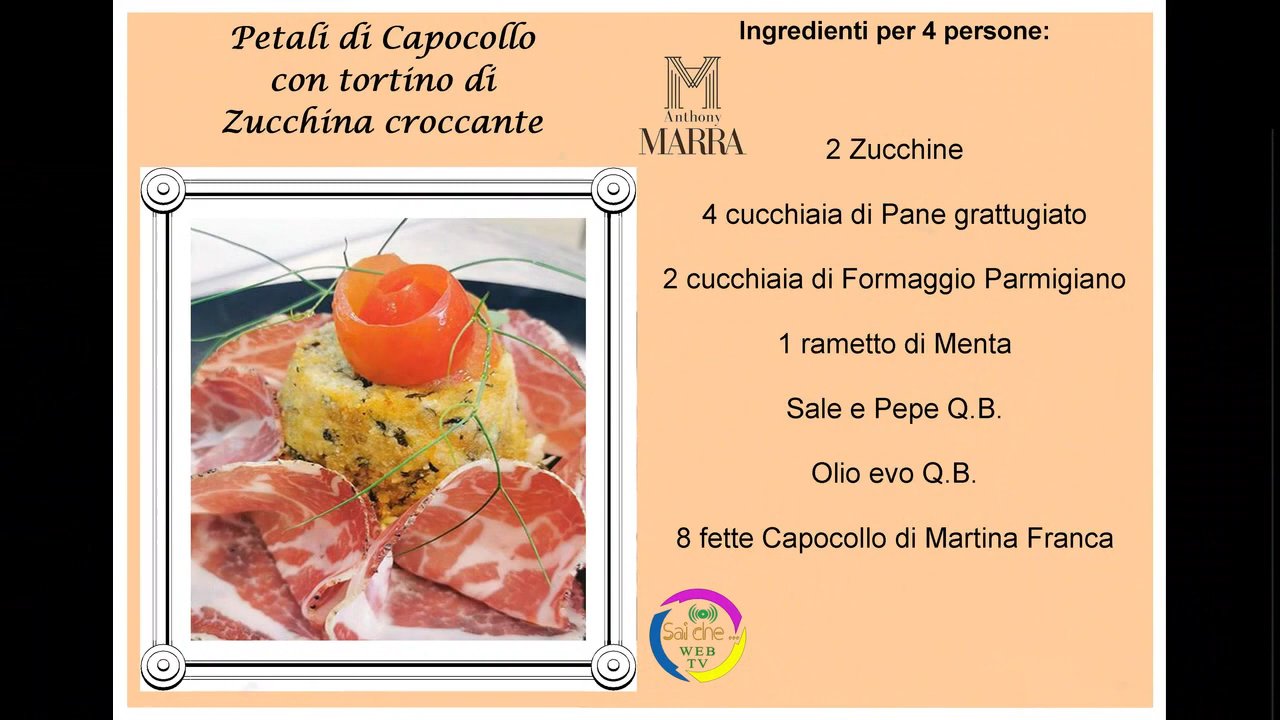 Petali di Capocollo
con tortino di
Zucchina croccante
Ingredienti per 4 persone:
M
Anthony
MARRA
2 Zucchine
4 cucchiaia di Pane grattugiato
2 cucchiaia di Formaggio Parmigiano
1 rametto di Menta
Sale e Pepe Q.B.
Olio evo Q.B.
8 fette Capocollo di Martina Franca
Sai che ...
WEB
TV